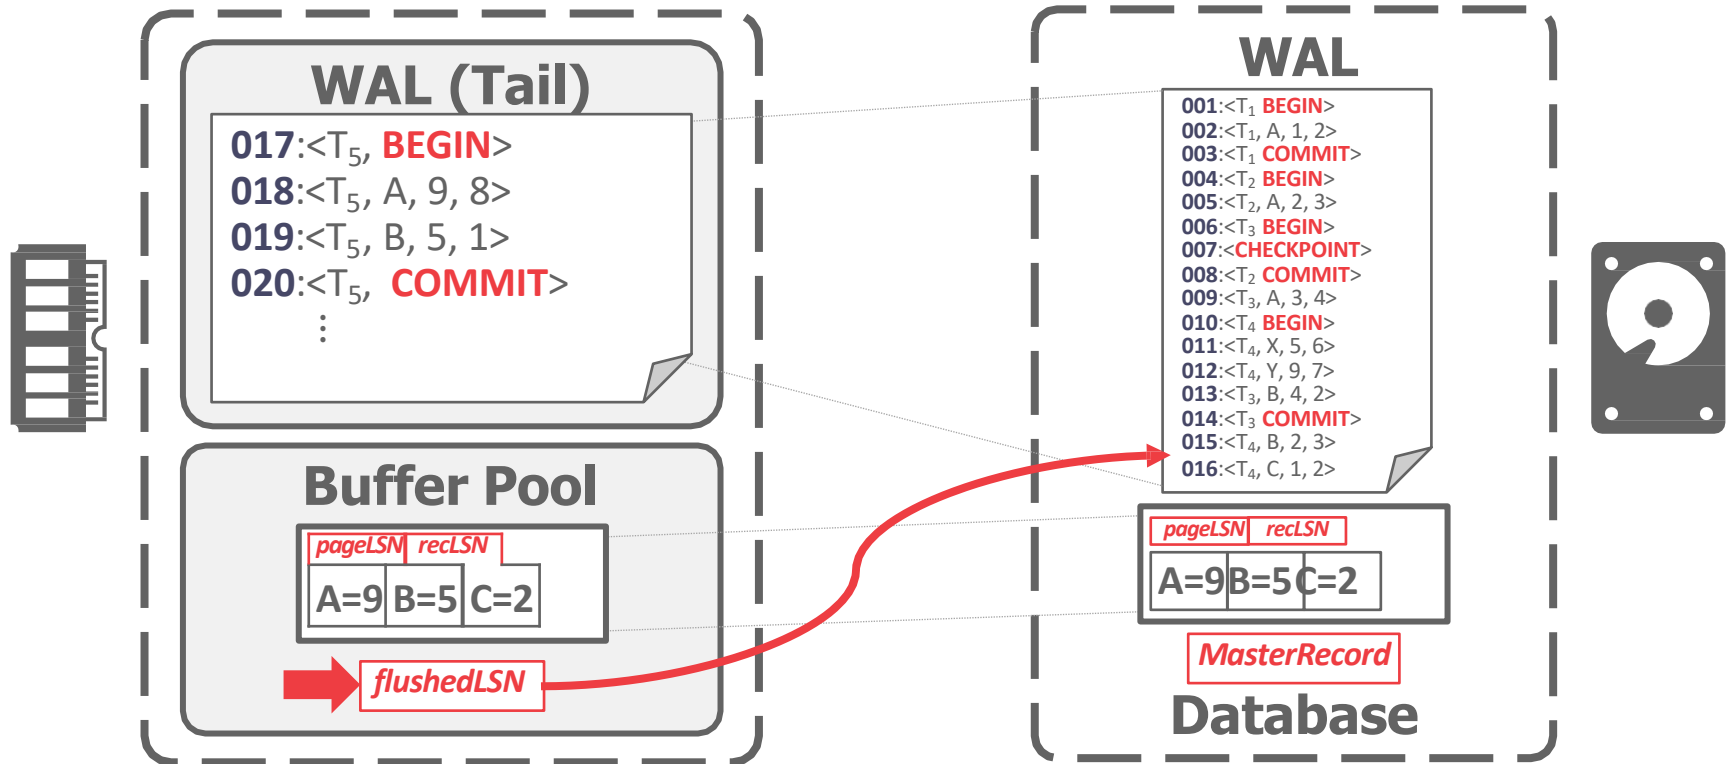 WAL (Tail)
017:<T5, BEGIN>
018:<T5, A, 9, 8>
019:<T5, B, 5, 1>
020:<T5, COMMIT>
⋮
Buffer Pool
pageLSN recLSN
A=9 B=5 C=2
flushedLSN
WAL
001:<T1 BEGIN>
002:<T1, A, 1, 2>
003:<T1 COMMIT>
004:<T2 BEGIN>
005:<T2, A, 2, 3>
006:<T3 BEGIN>
007:<CHECKPOINT>
008:<T2 COMMIT>
009:<T3, A, 3, 4>
010:<T4 BEGIN>
011:<T4, X, 5, 6>
012:<T4, Y, 9, 7>
013:<T3, B, 4, 2>
014:<T3 COMMIT>
015:<T4, B, 2, 3>
016:<T4, C, 1, 2>
pageLSN recLSN
A=9 B=5 C=2
MasterRecord
Database